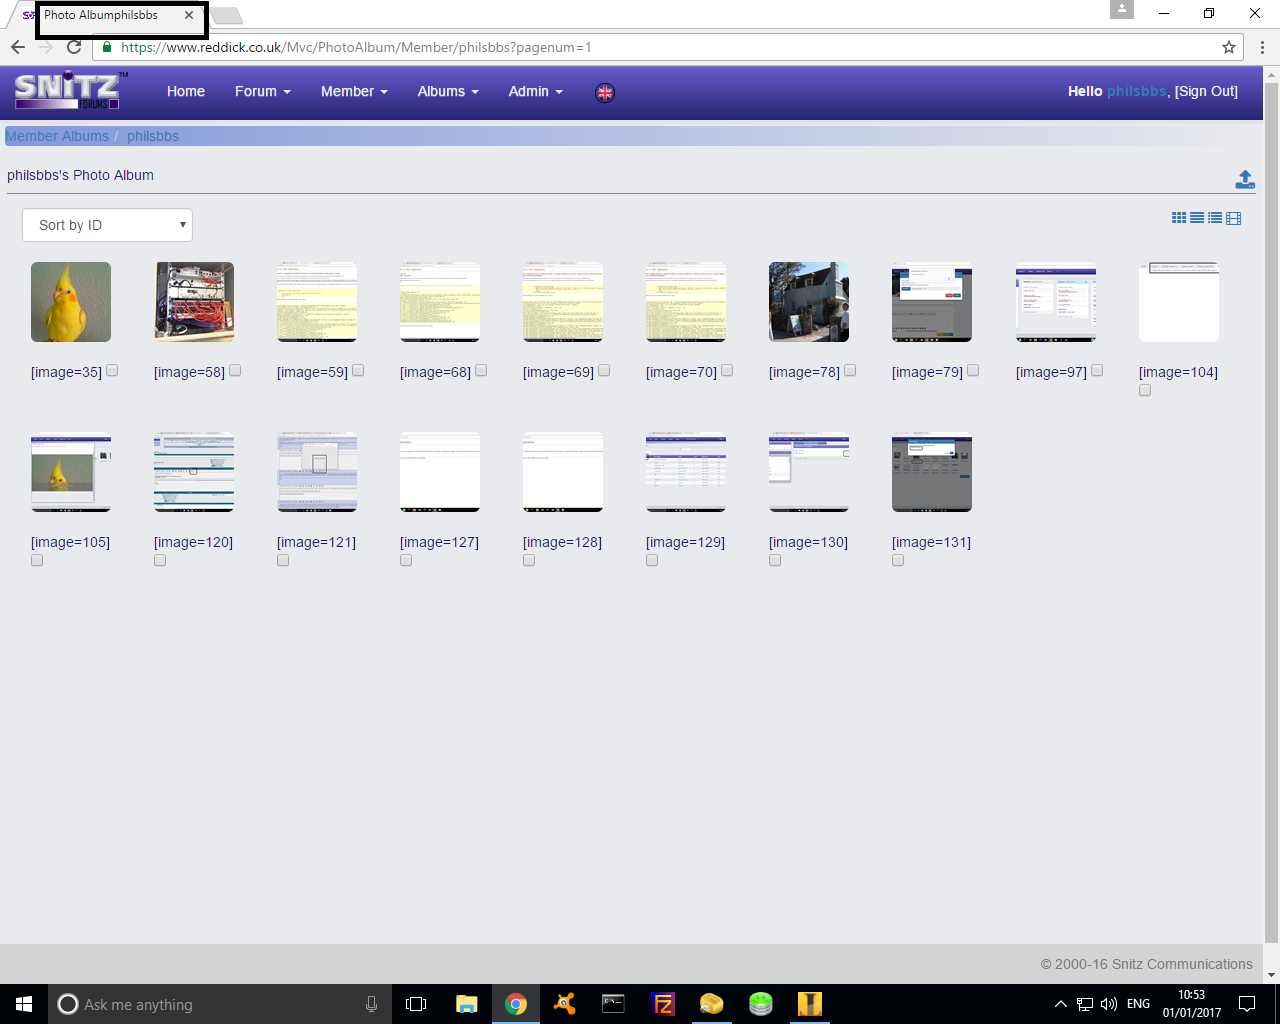 Photo Albumphilsbbs
https://www.reddick.co.uk/Mvc/PhotoAlbum/Member/philsbbs?pagenum=1
SNiTZ™ FORUMS
Home Forum Member Albums Admin
Hello philsbbs, [Sign Out]
Member Albums / philsbbs
philsbbs's Photo Album
Sort by ID
[image=35] [image=58] [image=59] [image=68] [image=69] [image=70] [image=78] [image=79] [image=97] [image=104]
[image=105] [image=120] [image=121] [image=127] [image=128] [image=129] [image=130] [image=131]
© 2000-16 Snitz Communications
Ask me anything
ENG
10:53
01/01/2017